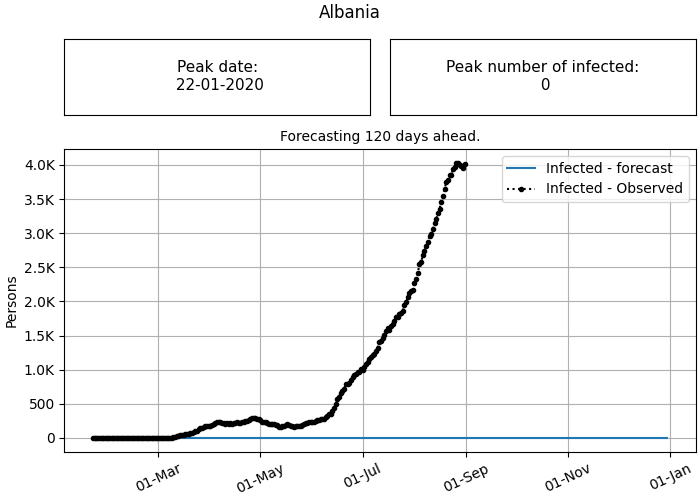 Albania
Peak date:
22-01-2020
Peak number of infected:
0
Forecasting 120 days ahead.
Infected - forecast
Infected - Observed
Persons
4.0K
3.5K
3.0K
2.5K
2.0K
1.5K
1.0K
500
0
01-Mar
01-May
01-Jul
01-Sep
01-Nov
01-Jan